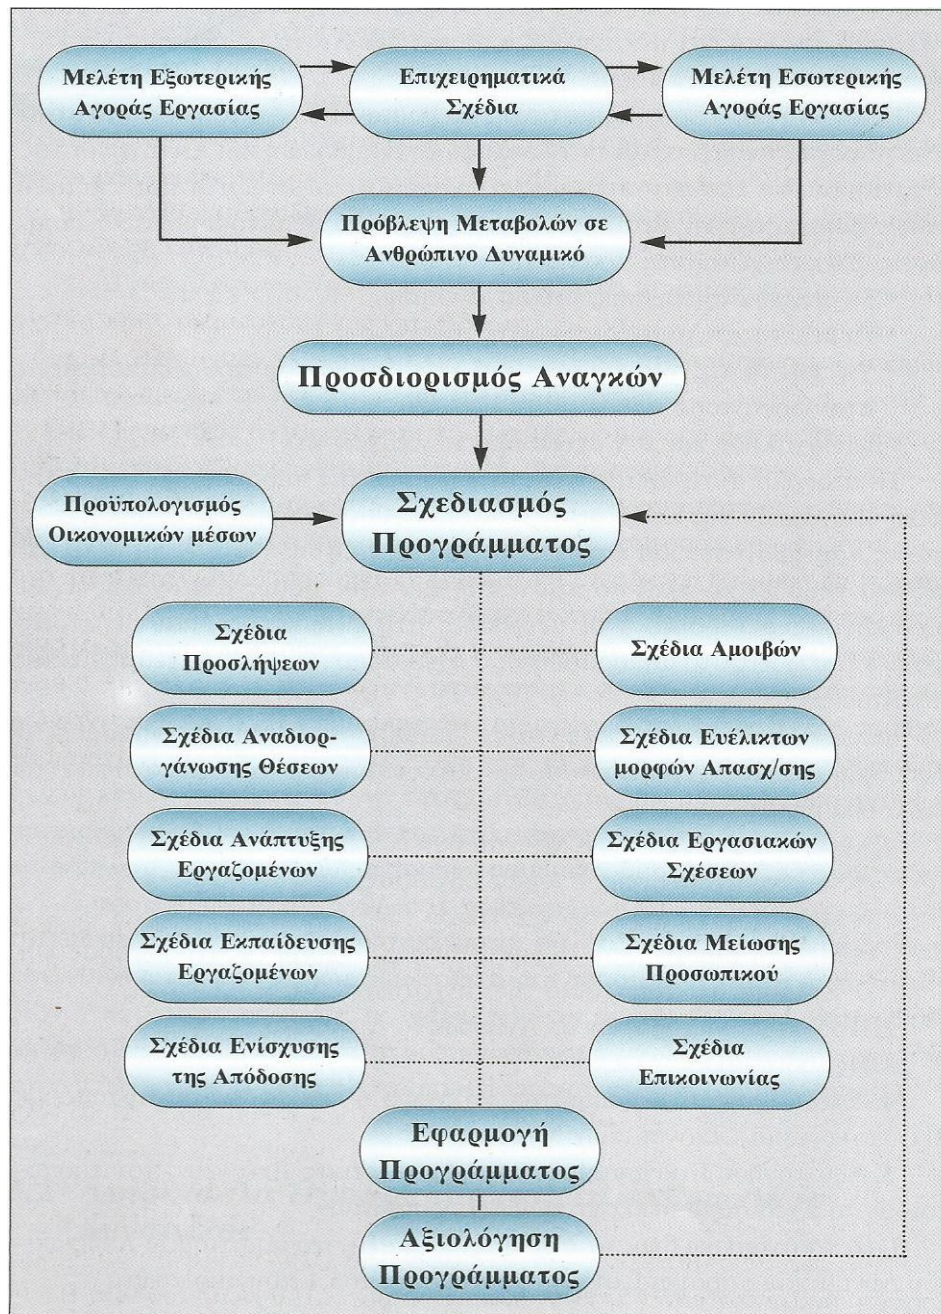 Μελέτη Εξωτερικής
Αγοράς Εργασίας
Επιχειρηματικά
Σχέδια
Μελέτη Εσωτερικής
Αγοράς Εργασίας
Πρόβλεψη Μεταβολών σε
Ανθρώπινο Δυναμικό
Προσδιορισμός Αναγκών
Προϋπολογισμός
Οικονομικών μέσων
Σχεδιασμός
Προγράμματος
Σχέδια
Προσλήψεων
Σχέδια Αμοιβών
Σχέδια Αναδιορ-
γάνωσης Θέσεων
Σχέδια Ευέλικτων
μορφών Απασχ/σης
Σχέδια Ανάπτυξης
Εργαζομένων
Σχέδια Εργασιακών
Σχέσεων
Σχέδια Εκπαίδευσης
Εργαζομένων
Σχέδια Μείωσης
Προσωπικού
Σχέδια Ενίσχυσης
της Απόδοσης
Σχέδια
Επικοινωνίας
Εφαρμογή
Προγράμματος
Αξιολόγηση
Προγράμματος